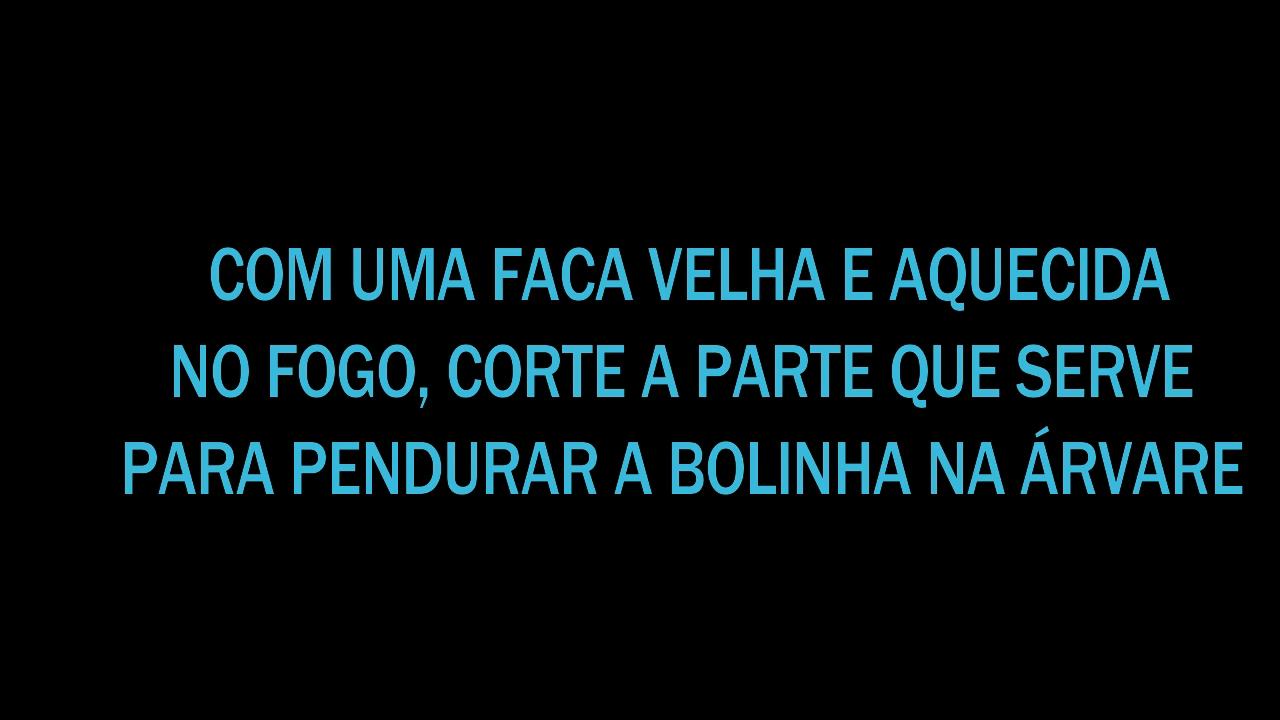 COM UMA FACA VELHA E AQUECIDA
NO FOGO, CORTE A PARTE QUE SERVE
PARA PENDURAR A BOLINHA NA ÁRVARE